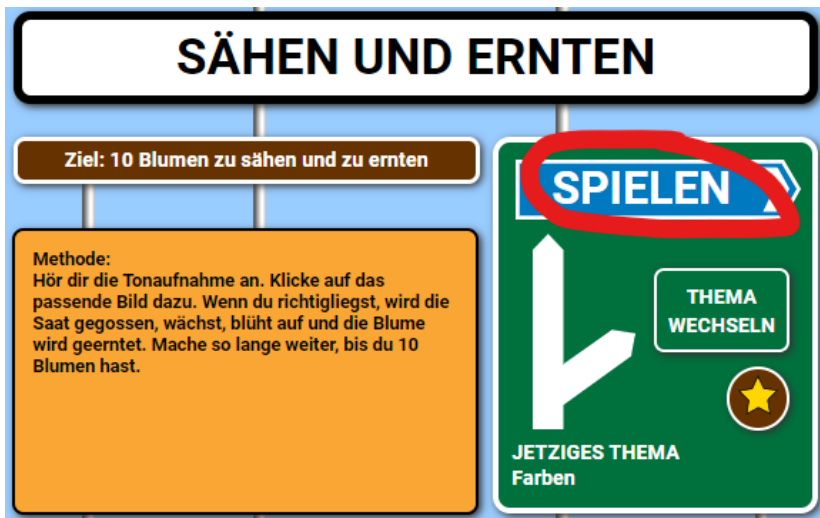 SÄHEN UND ERNTEN
Ziel: 10 Blumen zu sähen und zu ernten
Methode:
Hör dir die Tonaufnahme an. Klicke auf das
passende Bild dazu. Wenn du richtigliegst, wird die
Saat gegossen, wächst, blüht auf und die Blume
wird geerntet. Mache so lange weiter, bis du 10
Blumen hast.
SPIELEN
THEMA
WECHSELN
JETZIGES THEMA
Farben